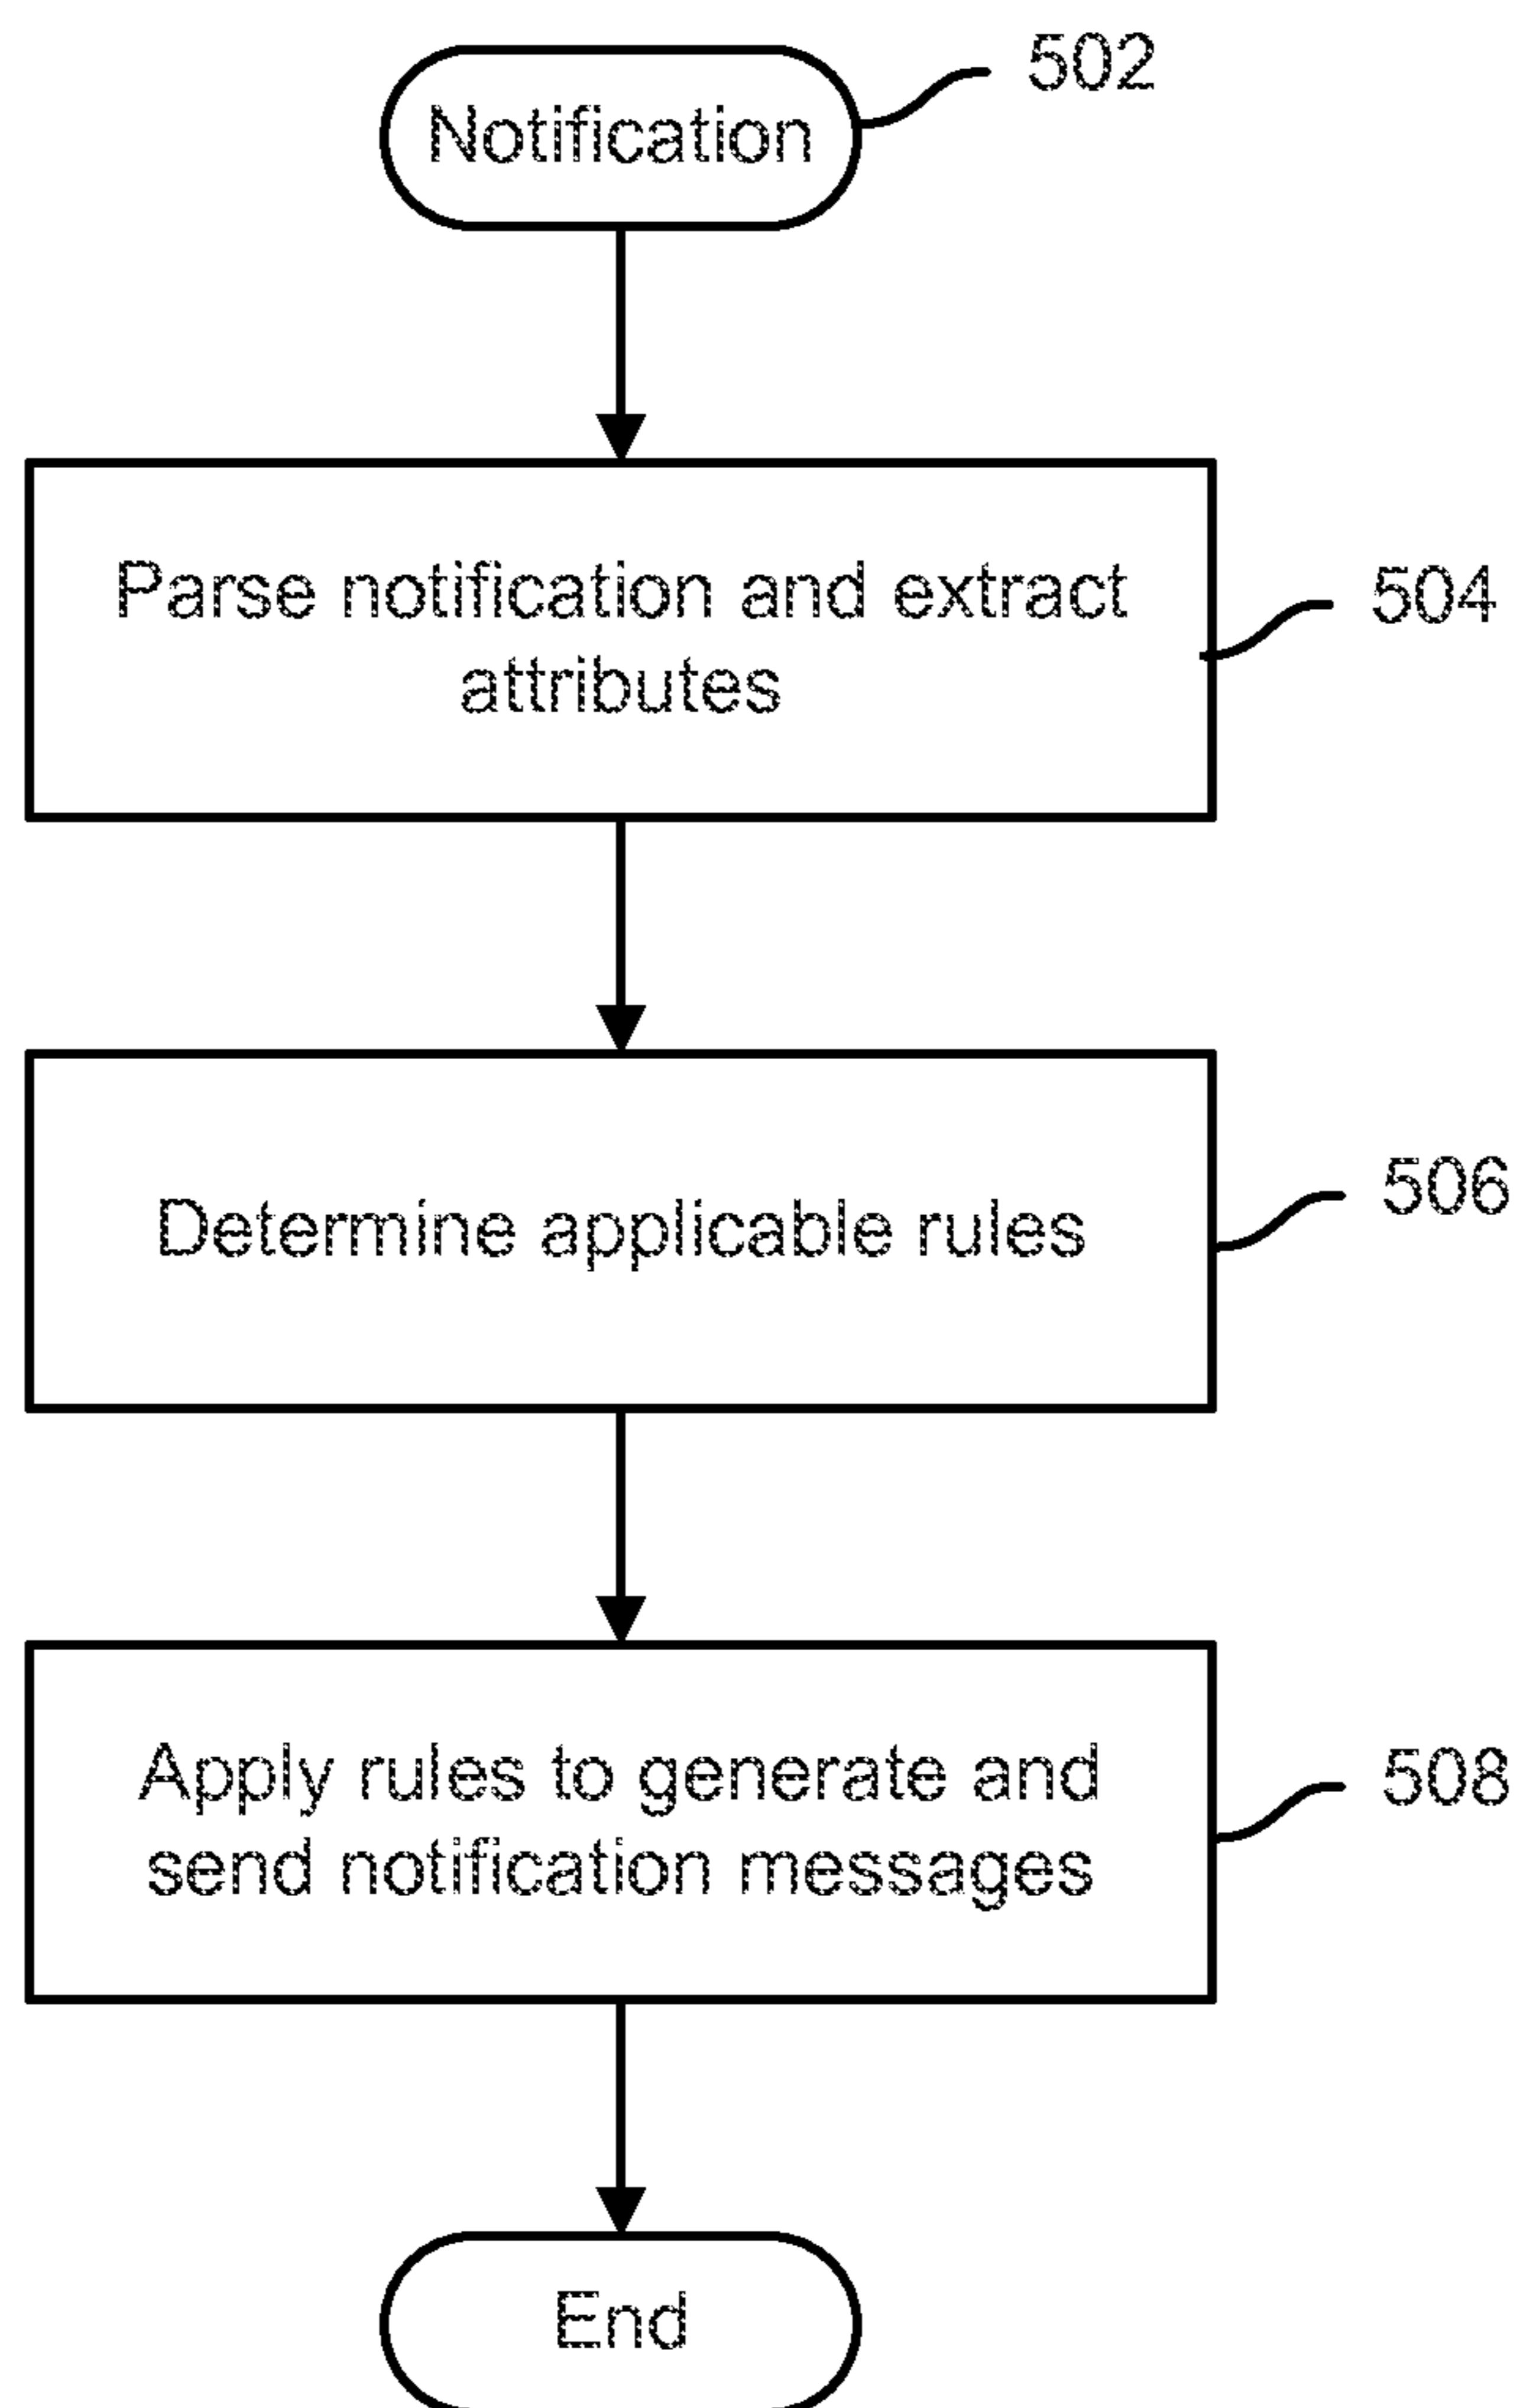 502
Notification
Parse notification and extract
attributes
504
Determine applicable rules
506
Apply rules to generate and
send notification messages
508
End